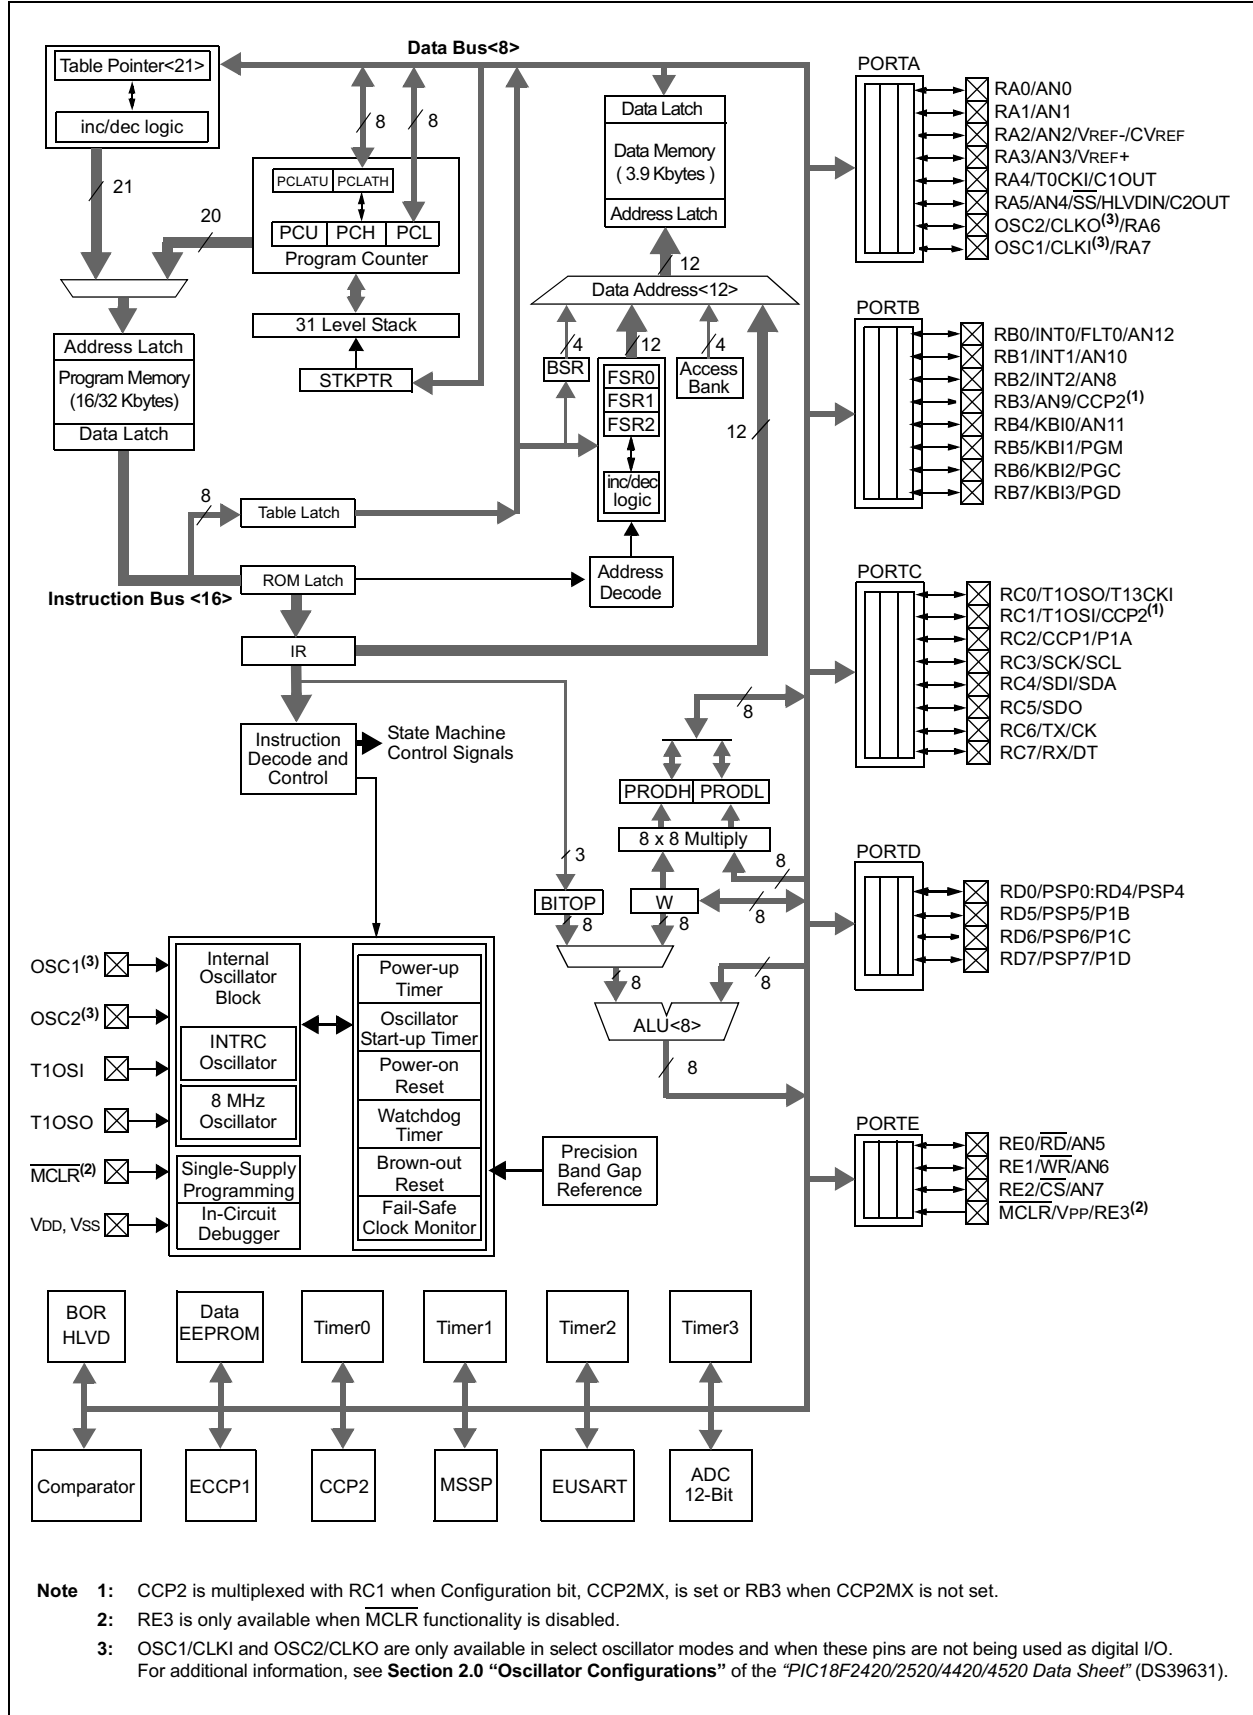 Data Bus<8>
Table Pointer<21>
inc/dec logic
21
20
8
8
PCLATU PCLATH
PCU PCH PCL
Program Counter
31 Level Stack
STKPTR
Address Latch
Program Memory
(16/32 Kbytes)
Data Latch
8
Table Latch
ROM Latch
Instruction Bus <16>
IR
Data Latch
Data Memory
( 3.9 Kbytes )
Address Latch
12
Data Address<12>
4
12
4
BSR
FSR0
FSR1
FSR2
inc/dec
logic
Access
Bank
12
Address
Decode
Instruction
Decode and
Control
State Machine
Control Signals
8
PRODH PRODL
8 x 8 Multiply
3
8
BITOP
W
8
8
8
8
8
ALU<8>
8
OSC1(3)
OSC2(3)
T1OSI
T1OSO
MCLR(2)
VDD, VSS
Internal
Oscillator
Block
INTRC
Oscillator
8 MHz
Oscillator
Single-Supply
Programming
In-Circuit
Debugger
Power-up
Timer
Oscillator
Start-up Timer
Power-on
Reset
Watchdog
Timer
Brown-out
Reset
Fail-Safe
Clock Monitor
Precision
Band Gap
Reference
PORTA
RA0/AN0
RA1/AN1
RA2/AN2/VREF-/CVREF
RA3/AN3/VREF+
RA4/T0CKI/C1OUT
RA5/AN4/SS/HLVDIN/C2OUT
OSC2/CLKO(3)/RA6
OSC1/CLKI(3)/RA7
PORTB
RB0/INT0/FLT0/AN12
RB1/INT1/AN10
RB2/INT2/AN8
RB3/AN9/CCP2(1)
RB4/KBI0/AN11
RB5/KBI1/PGM
RB6/KBI2/PGC
RB7/KBI3/PGD
PORTC
RC0/T1OSO/T13CKI
RC1/T1OSI/CCP2(1)
RC2/CCP1/P1A
RC3/SCK/SCL
RC4/SDI/SDA
RC5/SDO
RC6/TX/CK
RC7/RX/DT
PORTD
RD0/PSP0:RD4/PSP4
RD5/PSP5/P1B
RD6/PSP6/P1C
RD7/PSP7/P1D
PORTE
RE0/RD/AN5
RE1/WR/AN6
RE2/CS/AN7
MCLR/VPP/RE3(2)
BOR
HLVD
Data
EEPROM
Timer0
Timer1
Timer2
Timer3
Comparator
ECCP1
CCP2
MSSP
EUSART
ADC
12-Bit
Note 1: CCP2 is multiplexed with RC1 when Configuration bit, CCP2MX, is set or RB3 when CCP2MX is not set.
2: RE3 is only available when MCLR functionality is disabled.
3: OSC1/CLKI and OSC2/CLKO are only available in select oscillator modes and when these pins are not being used as digital I/O.
For additional information, see Section 2.0 “Oscillator Configurations” of the “PIC18F2420/2520/4420/4520 Data Sheet” (DS39631).